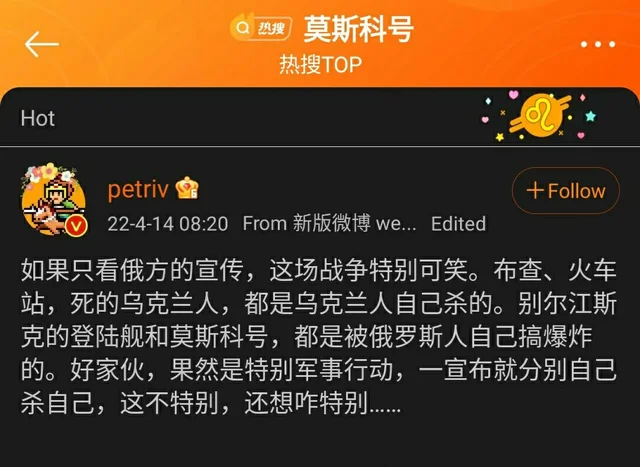 热搜 莫斯科号
热搜TOP
Hot
petriv
+Follow
22-4-14 08:20 From 新版微博 we... Edited
如果只看俄方的宣传，这场战争特别可笑。布查、火车
站，死的乌克兰人，都是乌克兰人自己杀的。别尔江斯
克的登陆舰和莫斯科号，都是被俄罗斯人自己搞爆炸
的。好家伙，果然是特别军事行动，一宣布就分别自己
杀自己，这不特别，还想咋特别......